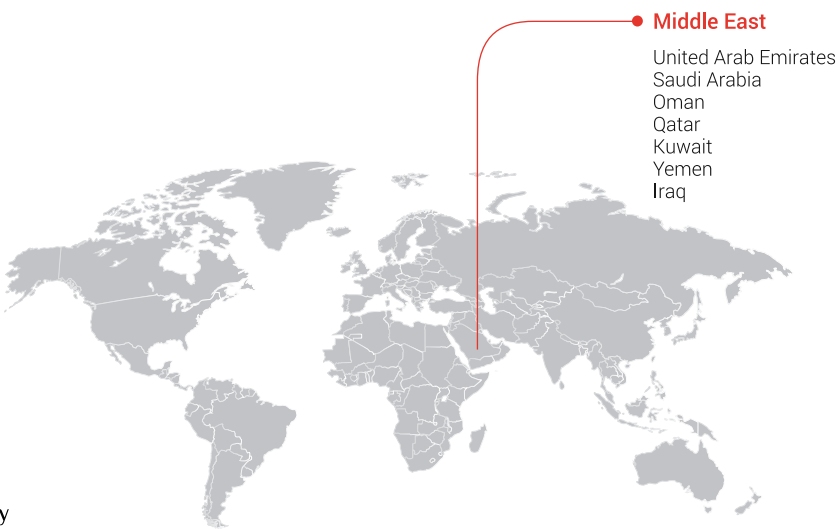 Middle East
United Arab Emirates
Saudi Arabia
Oman
Qatar
Kuwait
Yemen
Iraq
y